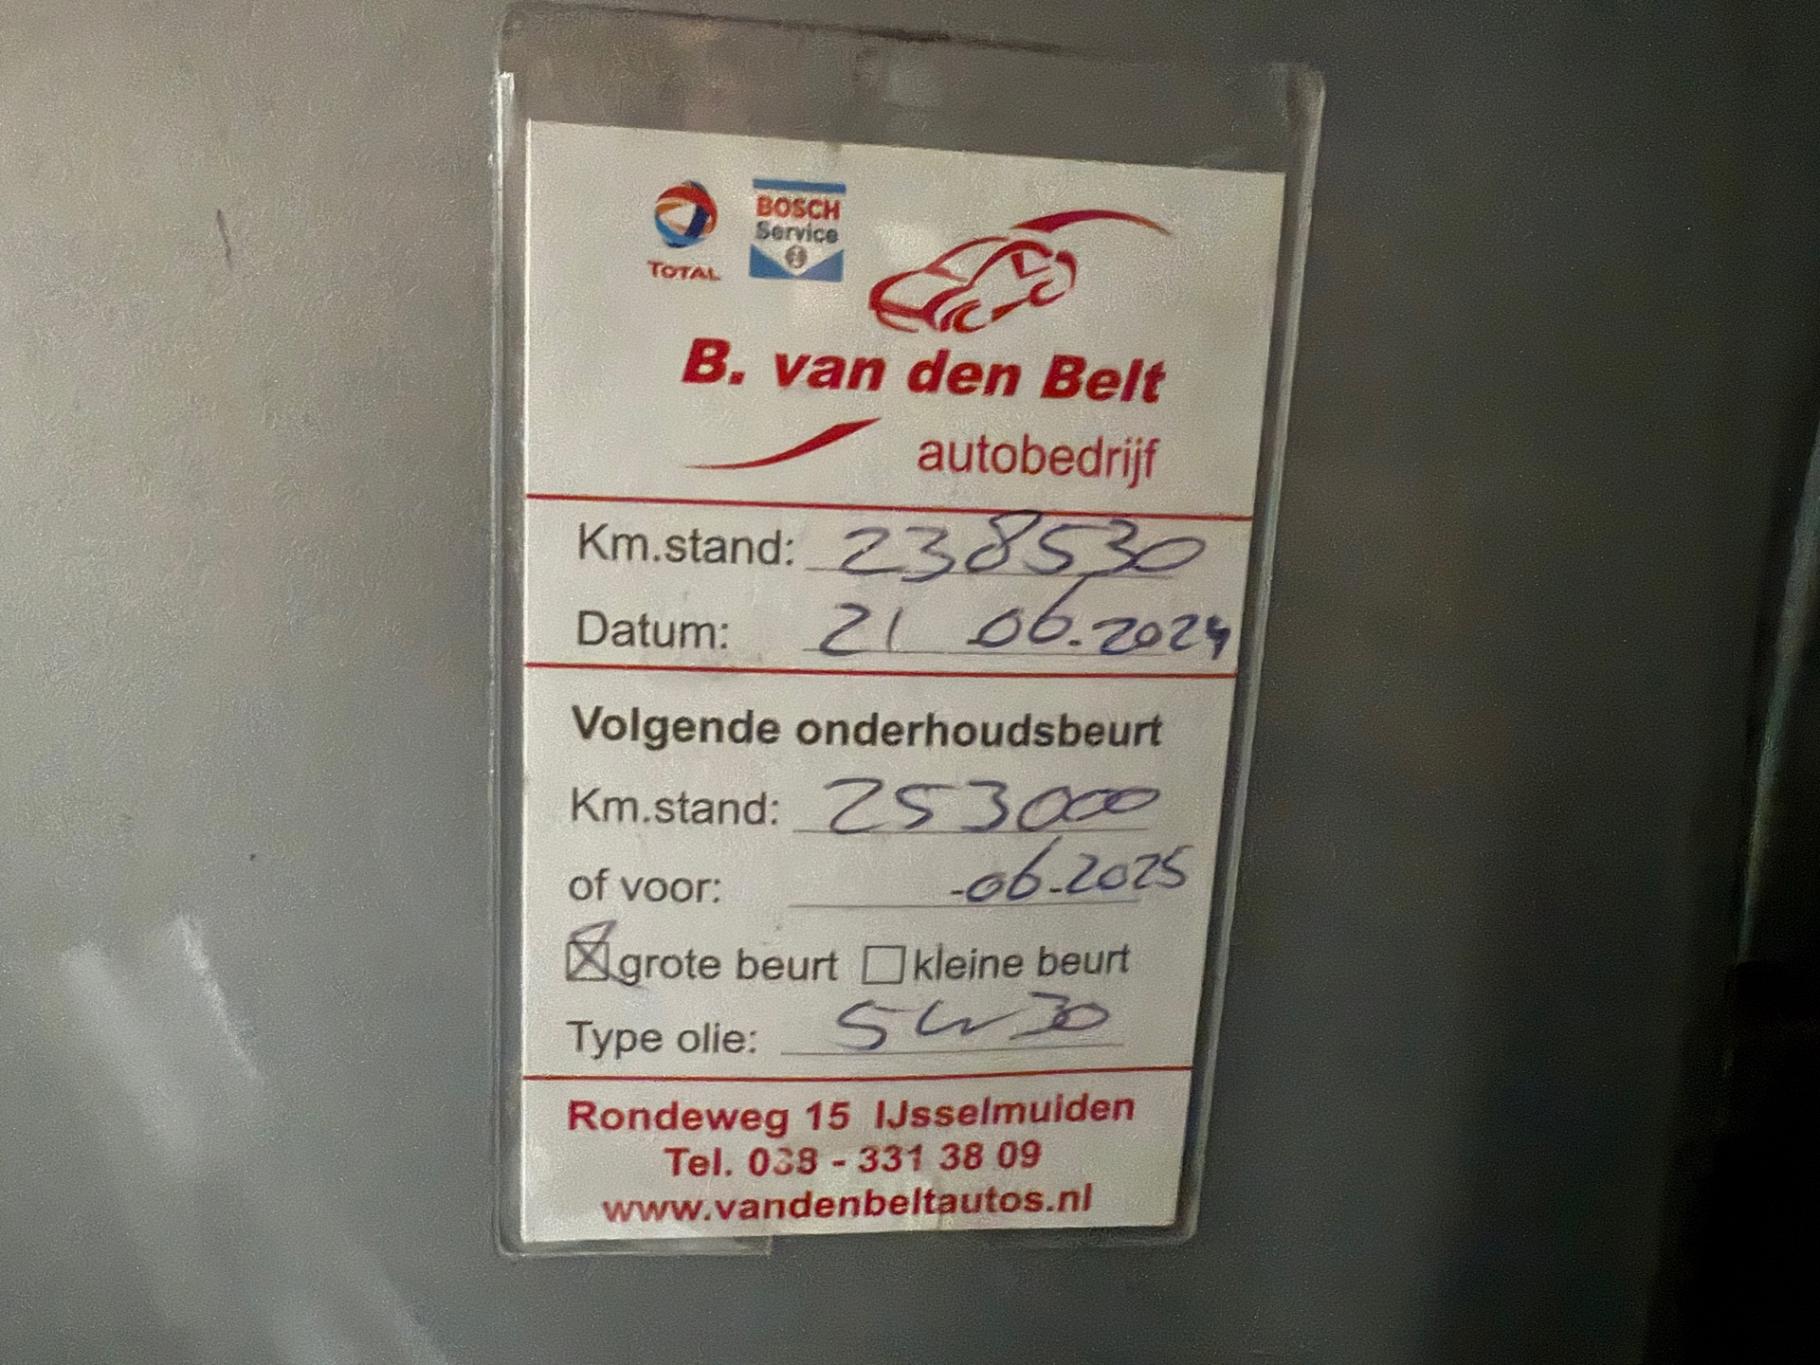 TOTAL
BOSCH
Service
B. van den Belt
autobedrijf
Km.stand: 238530
Datum: 21 06.2024
Volgende onderhoudsbeurt
Km.stand: 253000
of voor: -06-2025
grote beurt kleine beurt
Type olie: 5w30
Rondeweg 15 IJsselmuiden
Tel. 038 - 331 38 09
www.vandenbeltautos.nl